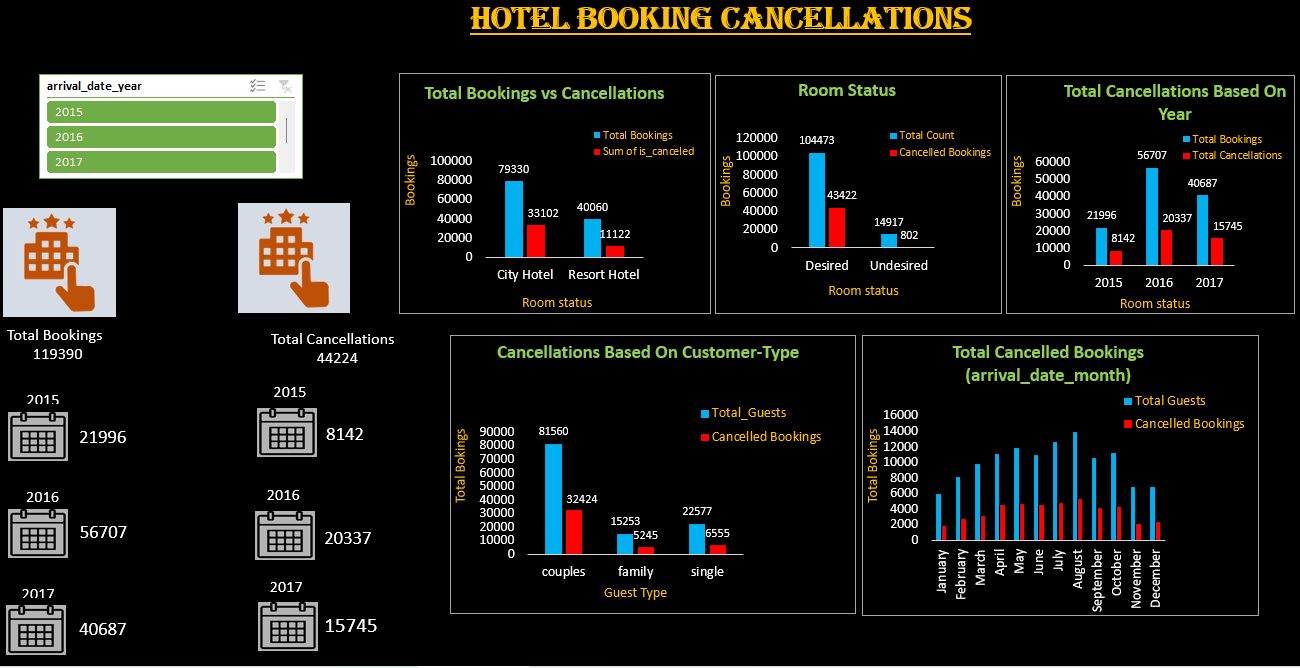 HOTEL BOOKING CANCELLATIONS
arrival_date_year
2015
2016
2017
Total Bookings
119390
2015
21996
2016
56707
2017
40687
Total Cancellations
44224
2015
8142
2016
20337
2017
15745
Total Bookings vs Cancellations
Total Bookings
Sum of is_canceled
Bookings
100000
80000
60000
40000
20000
0
79330
33102
40060
11122
City Hotel
Resort Hotel
Room status
Room Status
Total Count
Cancelled Bookings
Bookings
120000
100000
80000
60000
40000
20000
0
104473
43422
14917
802
Desired
Undesired
Room status
Total Cancellations Based On
Year
Total Bookings
Total Cancellations
Bookings
60000
50000
40000
30000
20000
10000
0
21996
8142
56707
20337
40687
15745
2015
2016
2017
Room status
Cancellations Based On Customer-Type
Total_Guests
Cancelled Bookings
Total Bokings
90000
80000
70000
60000
50000
40000
30000
20000
10000
0
81560
32424
15253
5245
22577
6555
couples
family
single
Guest Type
Total Cancelled Bookings
(arrival_date_month)
Total Guests
Cancelled Bookings
Total Bokings
16000
14000
12000
10000
8000
6000
4000
2000
0
January
February
March
April
May
June
July
August
September
October
November
December